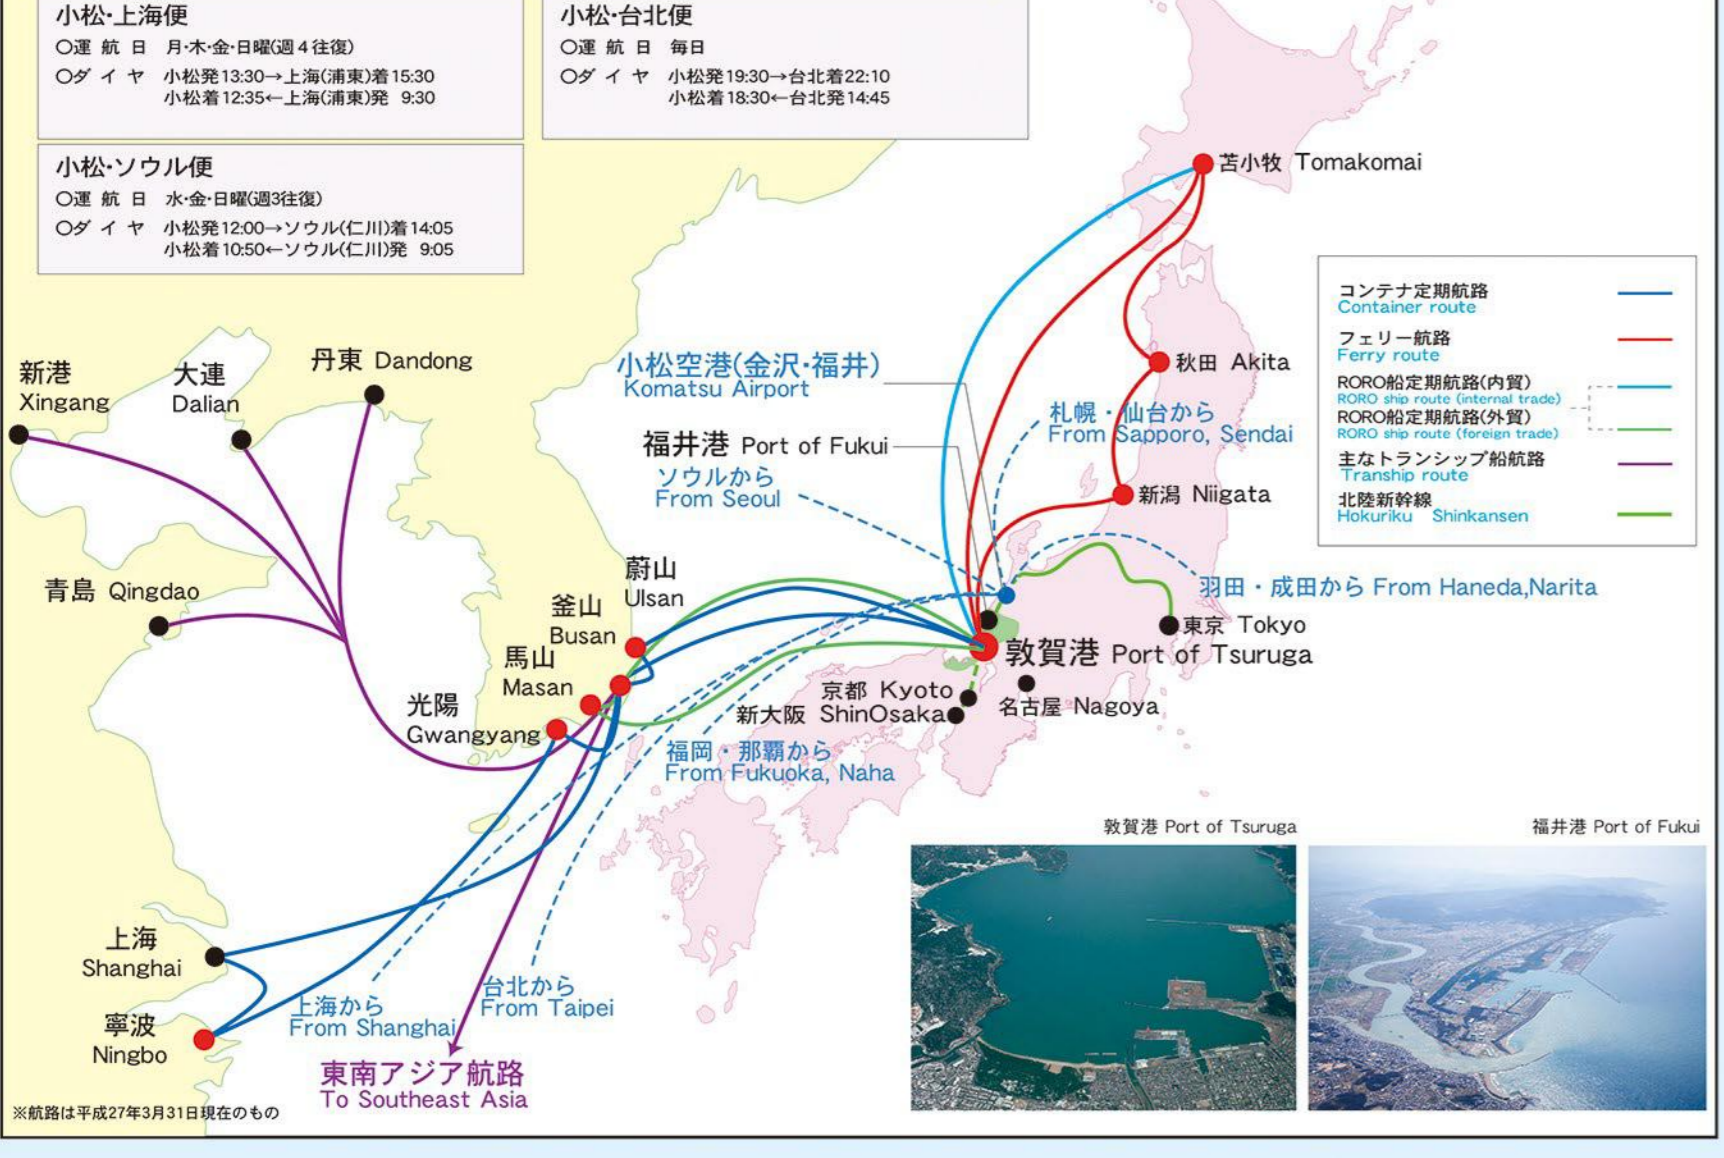 小松・上海便
〇運航日 月・木・金・日曜(週4往復)
〇ダイヤ 小松発13:30→上海(浦東)着15:30
小松着12:35←上海(浦東)発 9:30
小松・台北便
〇運航日 毎日
〇ダイヤ 小松発19:30→台北着22:10
小松着18:30←台北発14:45
小松・ソウル便
〇運航日 水・金・日曜(週3往復)
〇ダイヤ 小松発12:00→ソウル(仁川)着14:05
小松着10:50←ソウル(仁川)発 9:05
苫小牧 Tomakomai
コンテナ定期航路
Container route
フェリー航路
Ferry route
RORO船定期航路(内貿)
RORO ship route (internal trade)
RORO船定期航路(外貿)
RORO ship route (foreign trade)
主なトランシップ船航路
Tranship route
北陸新幹線
Hokuriku Shinkansen
新港
Xingang
大連
Dalian
丹東 Dandong
小松空港(金沢・福井)
Komatsu Airport
秋田 Akita
札幌・仙台から
From Sapporo, Sendai
福井港 Port of Fukui
ソウルから
From Seoul
新潟 Niigata
青島 Qingdao
蔚山
Ulsan
釜山
Busan
羽田・成田から From Haneda,Narita
東京 Tokyo
馬山
Masan
敦賀港 Port of Tsuruga
光陽
Gwangyang
京都 Kyoto
新大阪 ShinOsaka
名古屋 Nagoya
福岡・那覇から
From Fukuoka, Naha
敦賀港 Port of Tsuruga
福井港 Port of Fukui
上海
Shanghai
上海から
From Shanghai
台北から
From Taipei
寧波
Ningbo
東南アジア航路
To Southeast Asia
※航路は平成27年3月31日現在のもの